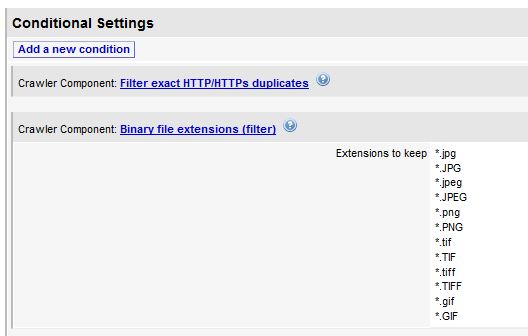 Conditional Settings
Add a new condition
Crawler Component: Filter exact HTTP/HTTPs duplicates ?
Crawler Component: Binary file extensions (filter) ?
Extensions to keep *.jpg
*.JPG
*.jpeg
*.JPEG
*.png
*.PNG
*.tif
*.TIF
*.tiff
*.TIFF
*.gif
*.GIF